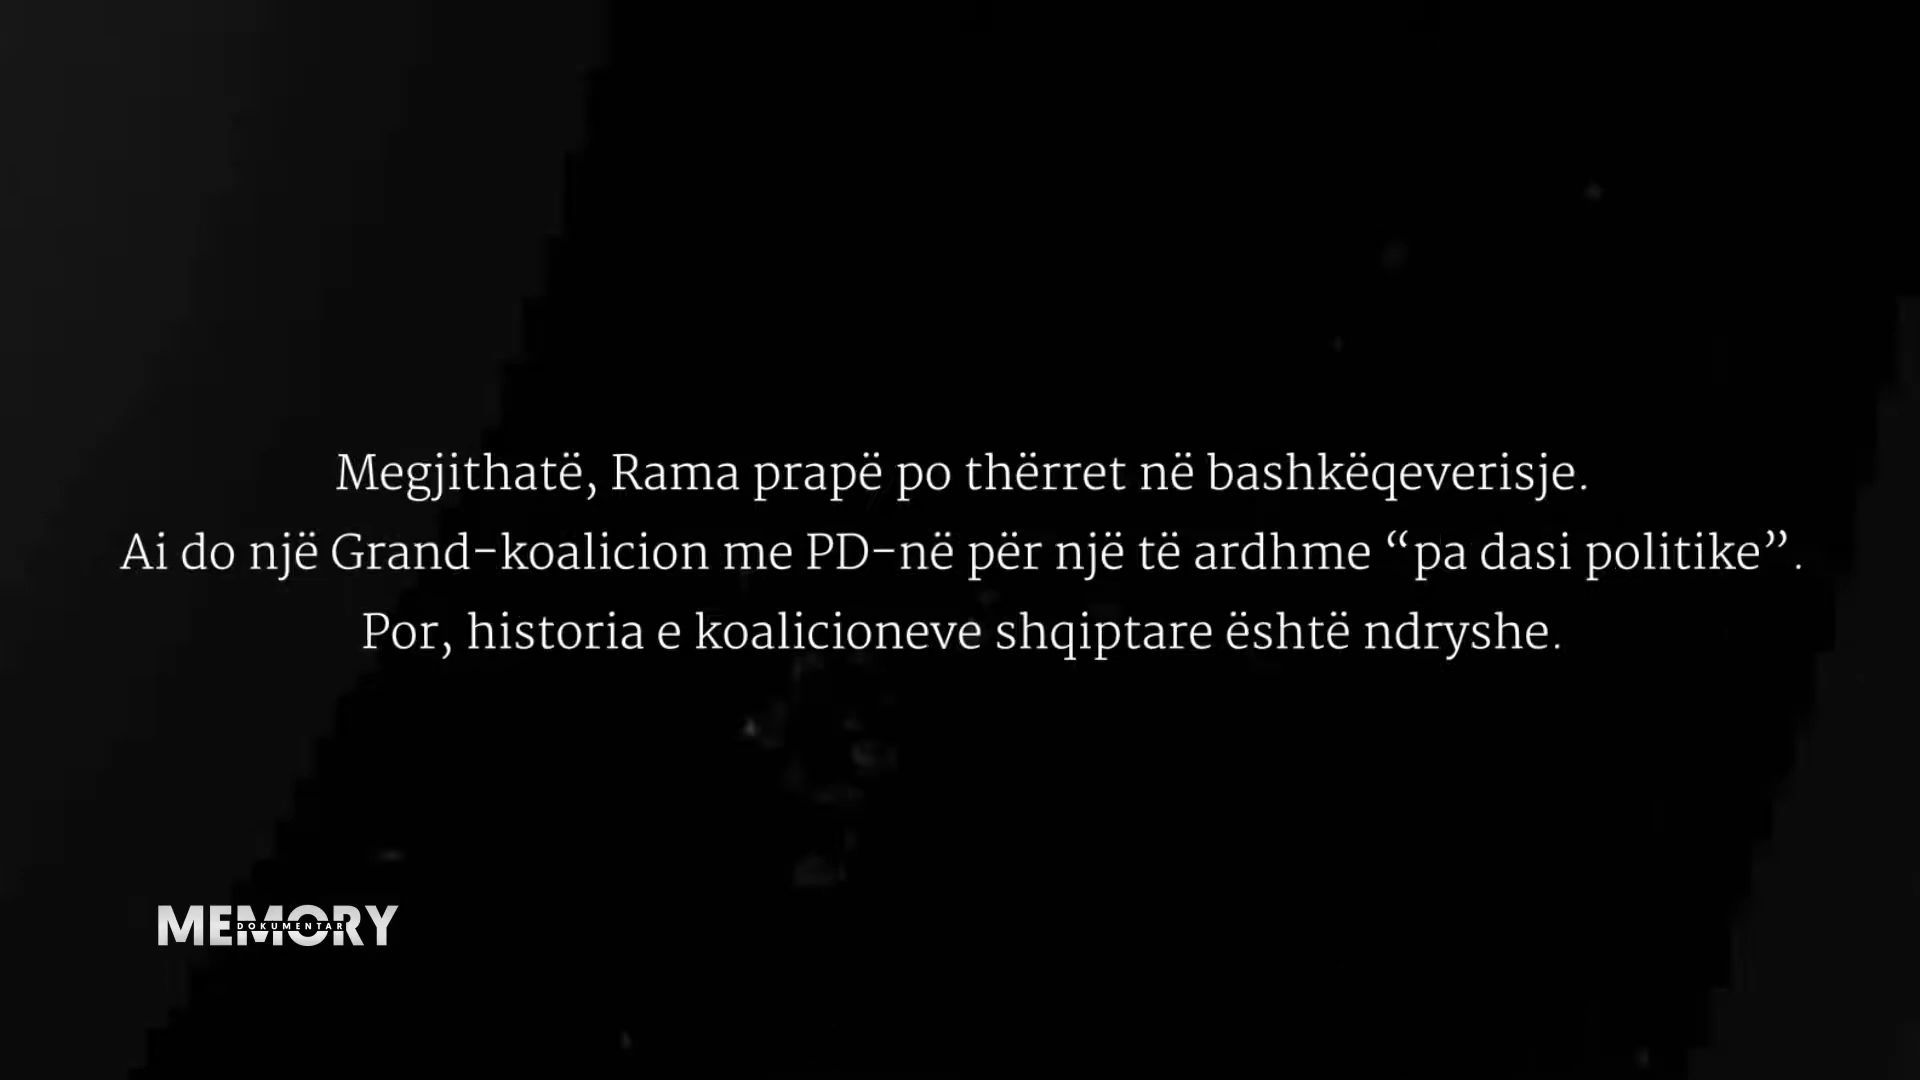 Megjithatë, Rama prapë po thërret në bashkëqeverisje.
Ai do një Grand-koalicion me PD-në për një të ardhme “pa dasi politike”.
Por, historia e koalicioneve shqiptare është ndryshe.
MEMORY
DOKUMENTAR